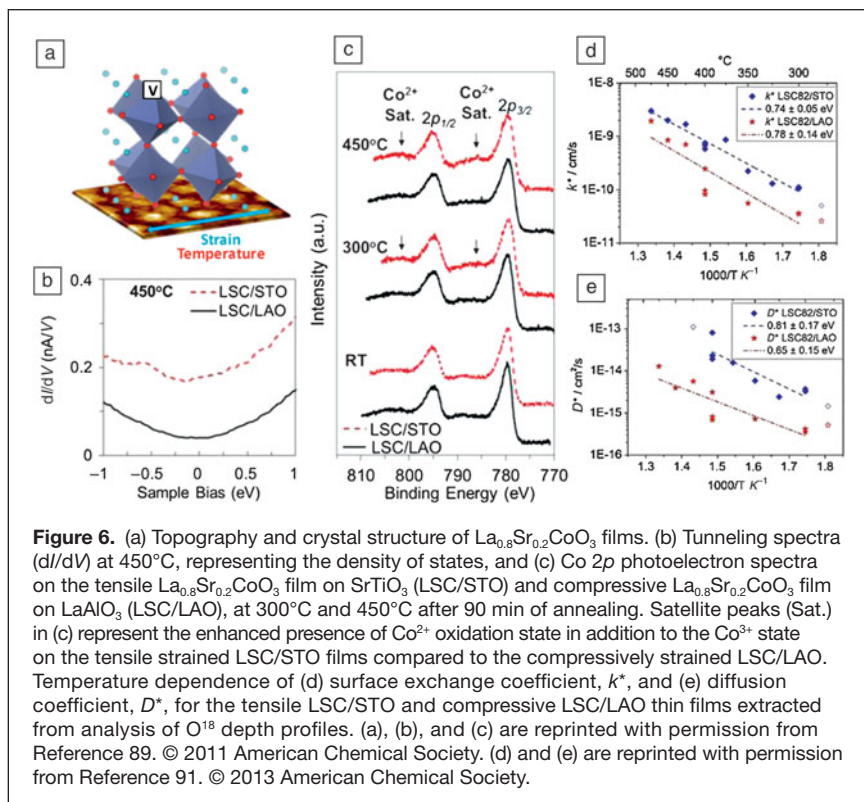 a
V
Strain
Temperature
b
0.4
450°C
LSC/STO
LSC/LAO
dI/dV (nA/V)
0.2
0
−1
−0.5
0
0.5
1
Sample Bias (eV)
c
Co²⁺
Sat.
2p₁/₂
Co²⁺
Sat.
2p₃/₂
450°C
300°C
RT
LSC/STO
LSC/LAO
Intensity (a.u.)
810
800
790
780
770
Binding Energy (eV)
d
°C
500
450
400
350
300
1E-8
1E-9
1E-10
1E-11
k* / cm/s
k* LSC82/STO
0.74 ± 0.05 eV
k* LSC82/LAO
0.78 ± 0.14 eV
1.3 1.4 1.5 1.6 1.7 1.8
1000/T K⁻¹
e
1E-13
1E-14
1E-15
1E-16
D* / cm²/s
D* LSC82/STO
0.81 ± 0.17 eV
D* LSC82/LAO
0.65 ± 0.15 eV
1.3 1.4 1.5 1.6 1.7 1.8
1000/T K⁻¹
Figure 6. (a) Topography and crystal structure of La₀.₈Sr₀.₂CoO₃ films. (b) Tunneling spectra
(dI/dV) at 450°C, representing the density of states, and (c) Co 2p photoelectron spectra
on the tensile La₀.₈Sr₀.₂CoO₃ film on SrTiO₃ (LSC/STO) and compressive La₀.₈Sr₀.₂CoO₃ film
on LaAlO₃ (LSC/LAO), at 300°C and 450°C after 90 min of annealing. Satellite peaks (Sat.)
in (c) represent the enhanced presence of Co²⁺ oxidation state in addition to the Co³⁺ state
on the tensile strained LSC/STO films compared to the compressively strained LSC/LAO.
Temperature dependence of (d) surface exchange coefficient, k*, and (e) diffusion
coefficient, D*, for the tensile LSC/STO and compressive LSC/LAO thin films extracted
from analysis of O¹⁸ depth profiles. (a), (b), and (c) are reprinted with permission from
Reference 89. © 2011 American Chemical Society. (d) and (e) are reprinted with permission
from Reference 91. © 2013 American Chemical Society.